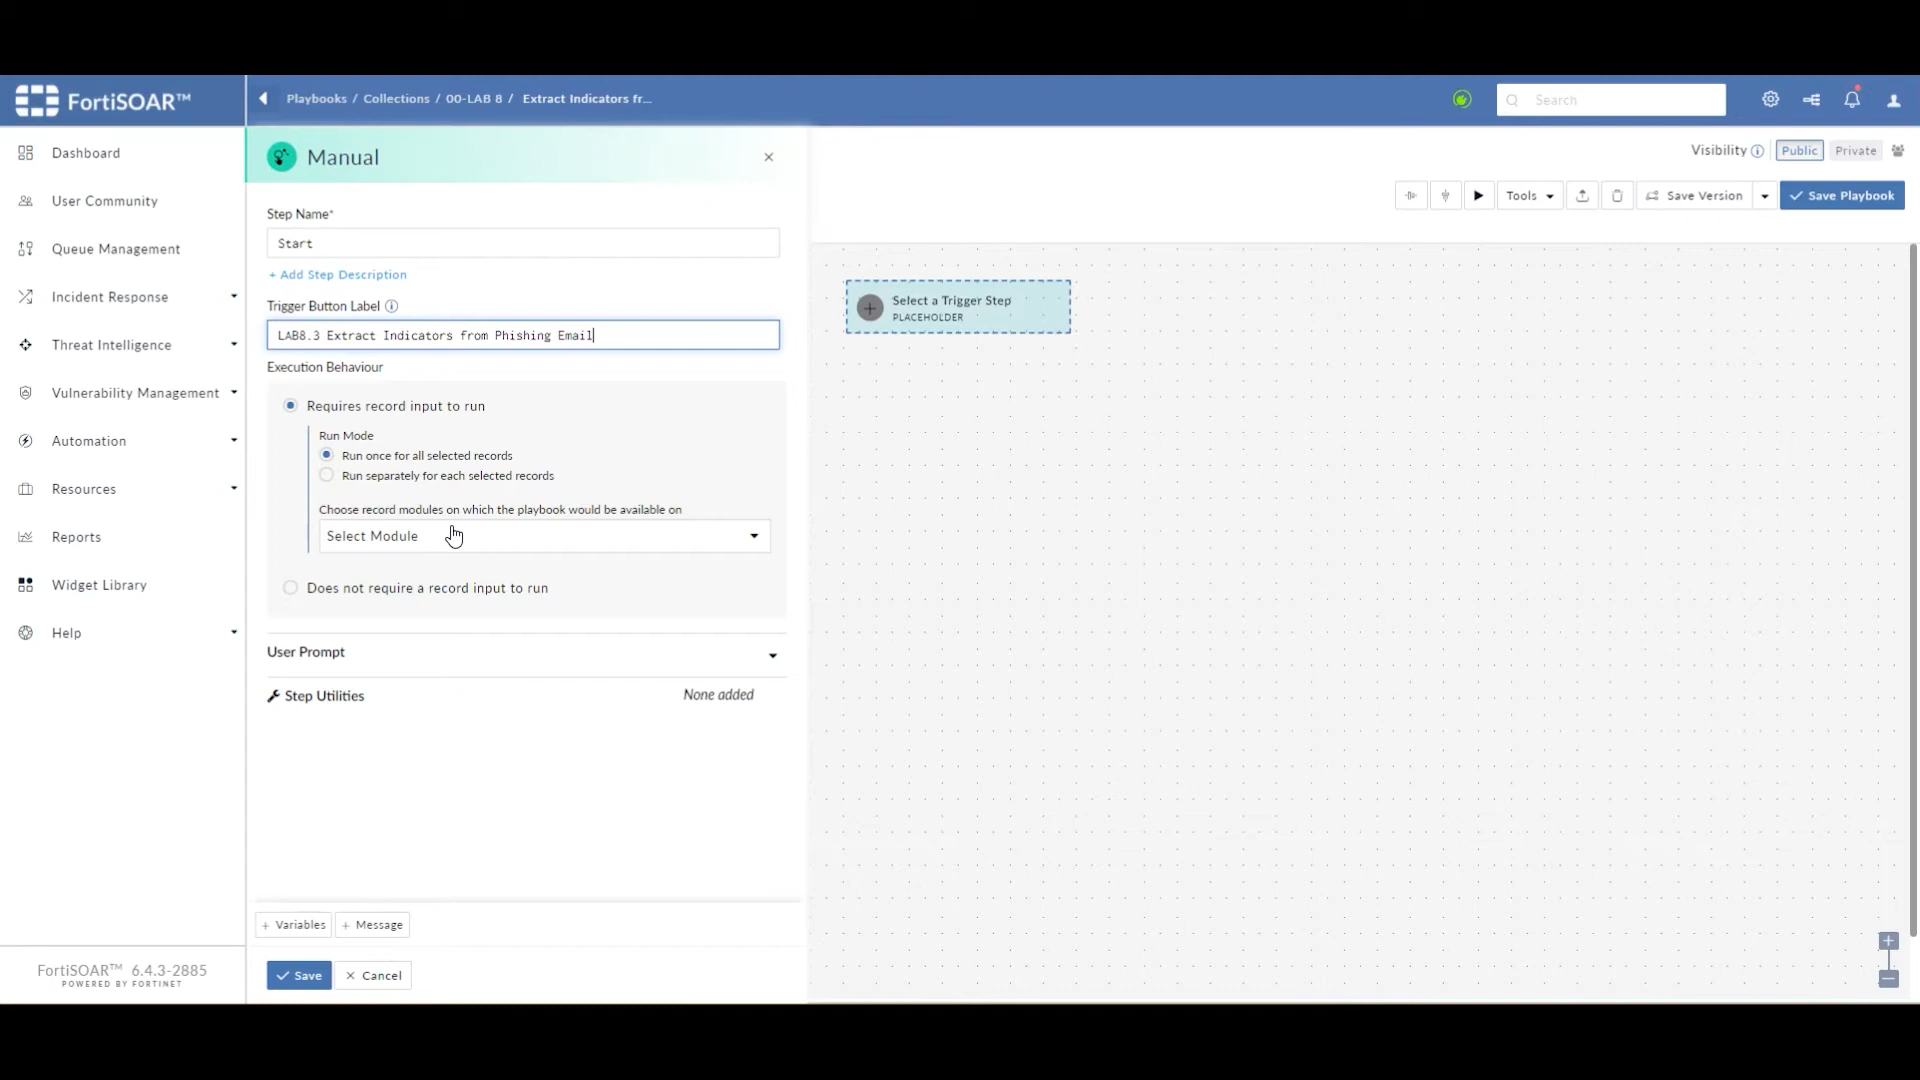 FortiSOAR™
Playbooks / Collections / 00-LAB 8 / Extract Indicators fr...
Search
Dashboard
User Community
Queue Management
Incident Response
Threat Intelligence
Vulnerability Management
Automation
Resources
Reports
Widget Library
Help
FortiSOAR™ 6.4.3-2885
POWERED BY FORTINET
Manual
Step Name*
Start
+ Add Step Description
Trigger Button Label
LAB8.3 Extract Indicators from Phishing Email
Execution Behaviour
Requires record input to run
Run Mode
Run once for all selected records
Run separately for each selected records
Choose record modules on which the playbook would be available on
Select Module
Does not require a record input to run
User Prompt
Step Utilities None added
+ Variables + Message
Save Cancel
Visibility Public Private
Tools Save Version Save Playbook
Select a Trigger Step
PLACEHOLDER